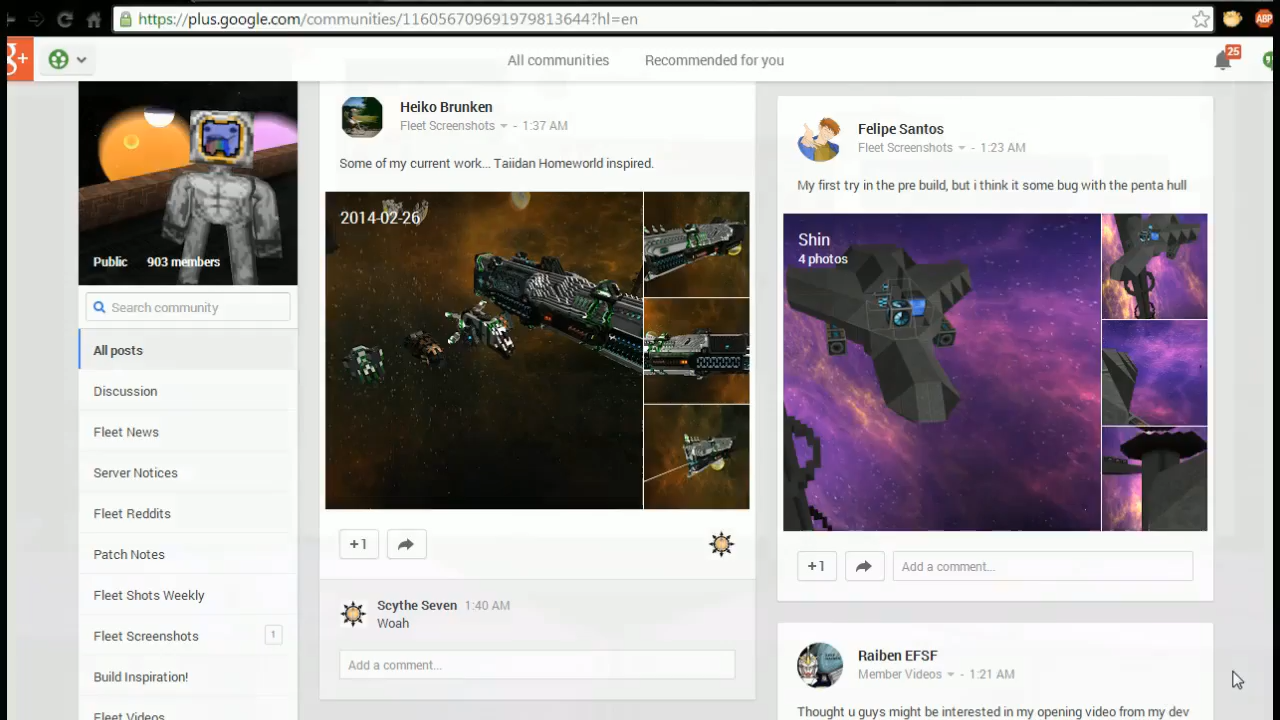 https://plus.google.com/communities/116056709691979813644?hl=en
ABP
g+
All communities
Recommended for you
25
Public 903 members
Search community
All posts
Discussion
Fleet News
Server Notices
Fleet Reddits
Patch Notes
Fleet Shots Weekly
Fleet Screenshots 1
Build Inspiration!
Fleet Videos
Heiko Brunken
Fleet Screenshots - 1:37 AM
Some of my current work... Taiidan Homeworld inspired.
2014-02-26
+1
Scythe Seven 1:40 AM
Woah
Add a comment...
Felipe Santos
Fleet Screenshots - 1:23 AM
My first try in the pre build, but i think it some bug with the penta hull
Shin
4 photos
+1
Add a comment...
Raiben EFSF
Member Videos - 1:21 AM
Thought u guys might be interested in my opening video from my dev